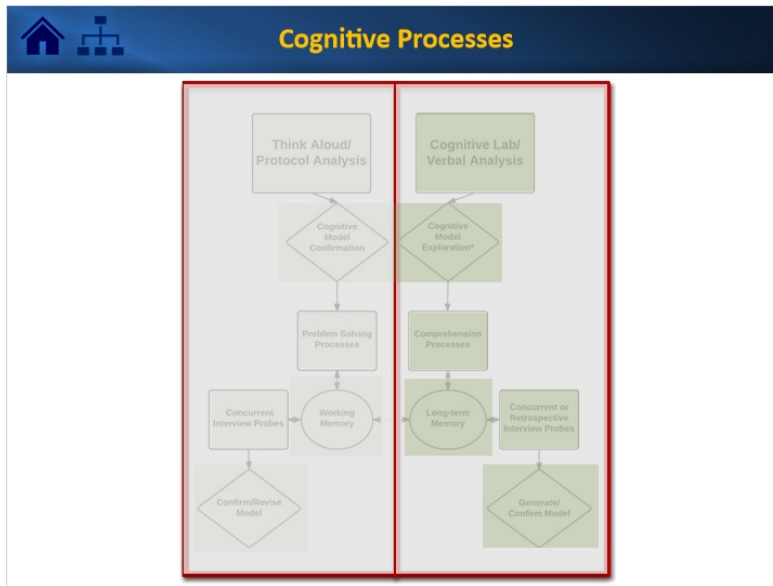 Cognitive Processes
Think Aloud/
Protocol Analysis
Cognitive Lab/
Verbal Analysis
Cognitive
Model
Confirmation
Cognitive
Model
Exploration*
Problem Solving
Processes
Comprehension
Processes
Concurrent
Interview Probes
Working
Memory
Long-term
Memory
Concurrent or
Retrospective
Interview Probes
Confirm/Revise
Model
Generate/
Confirm Model